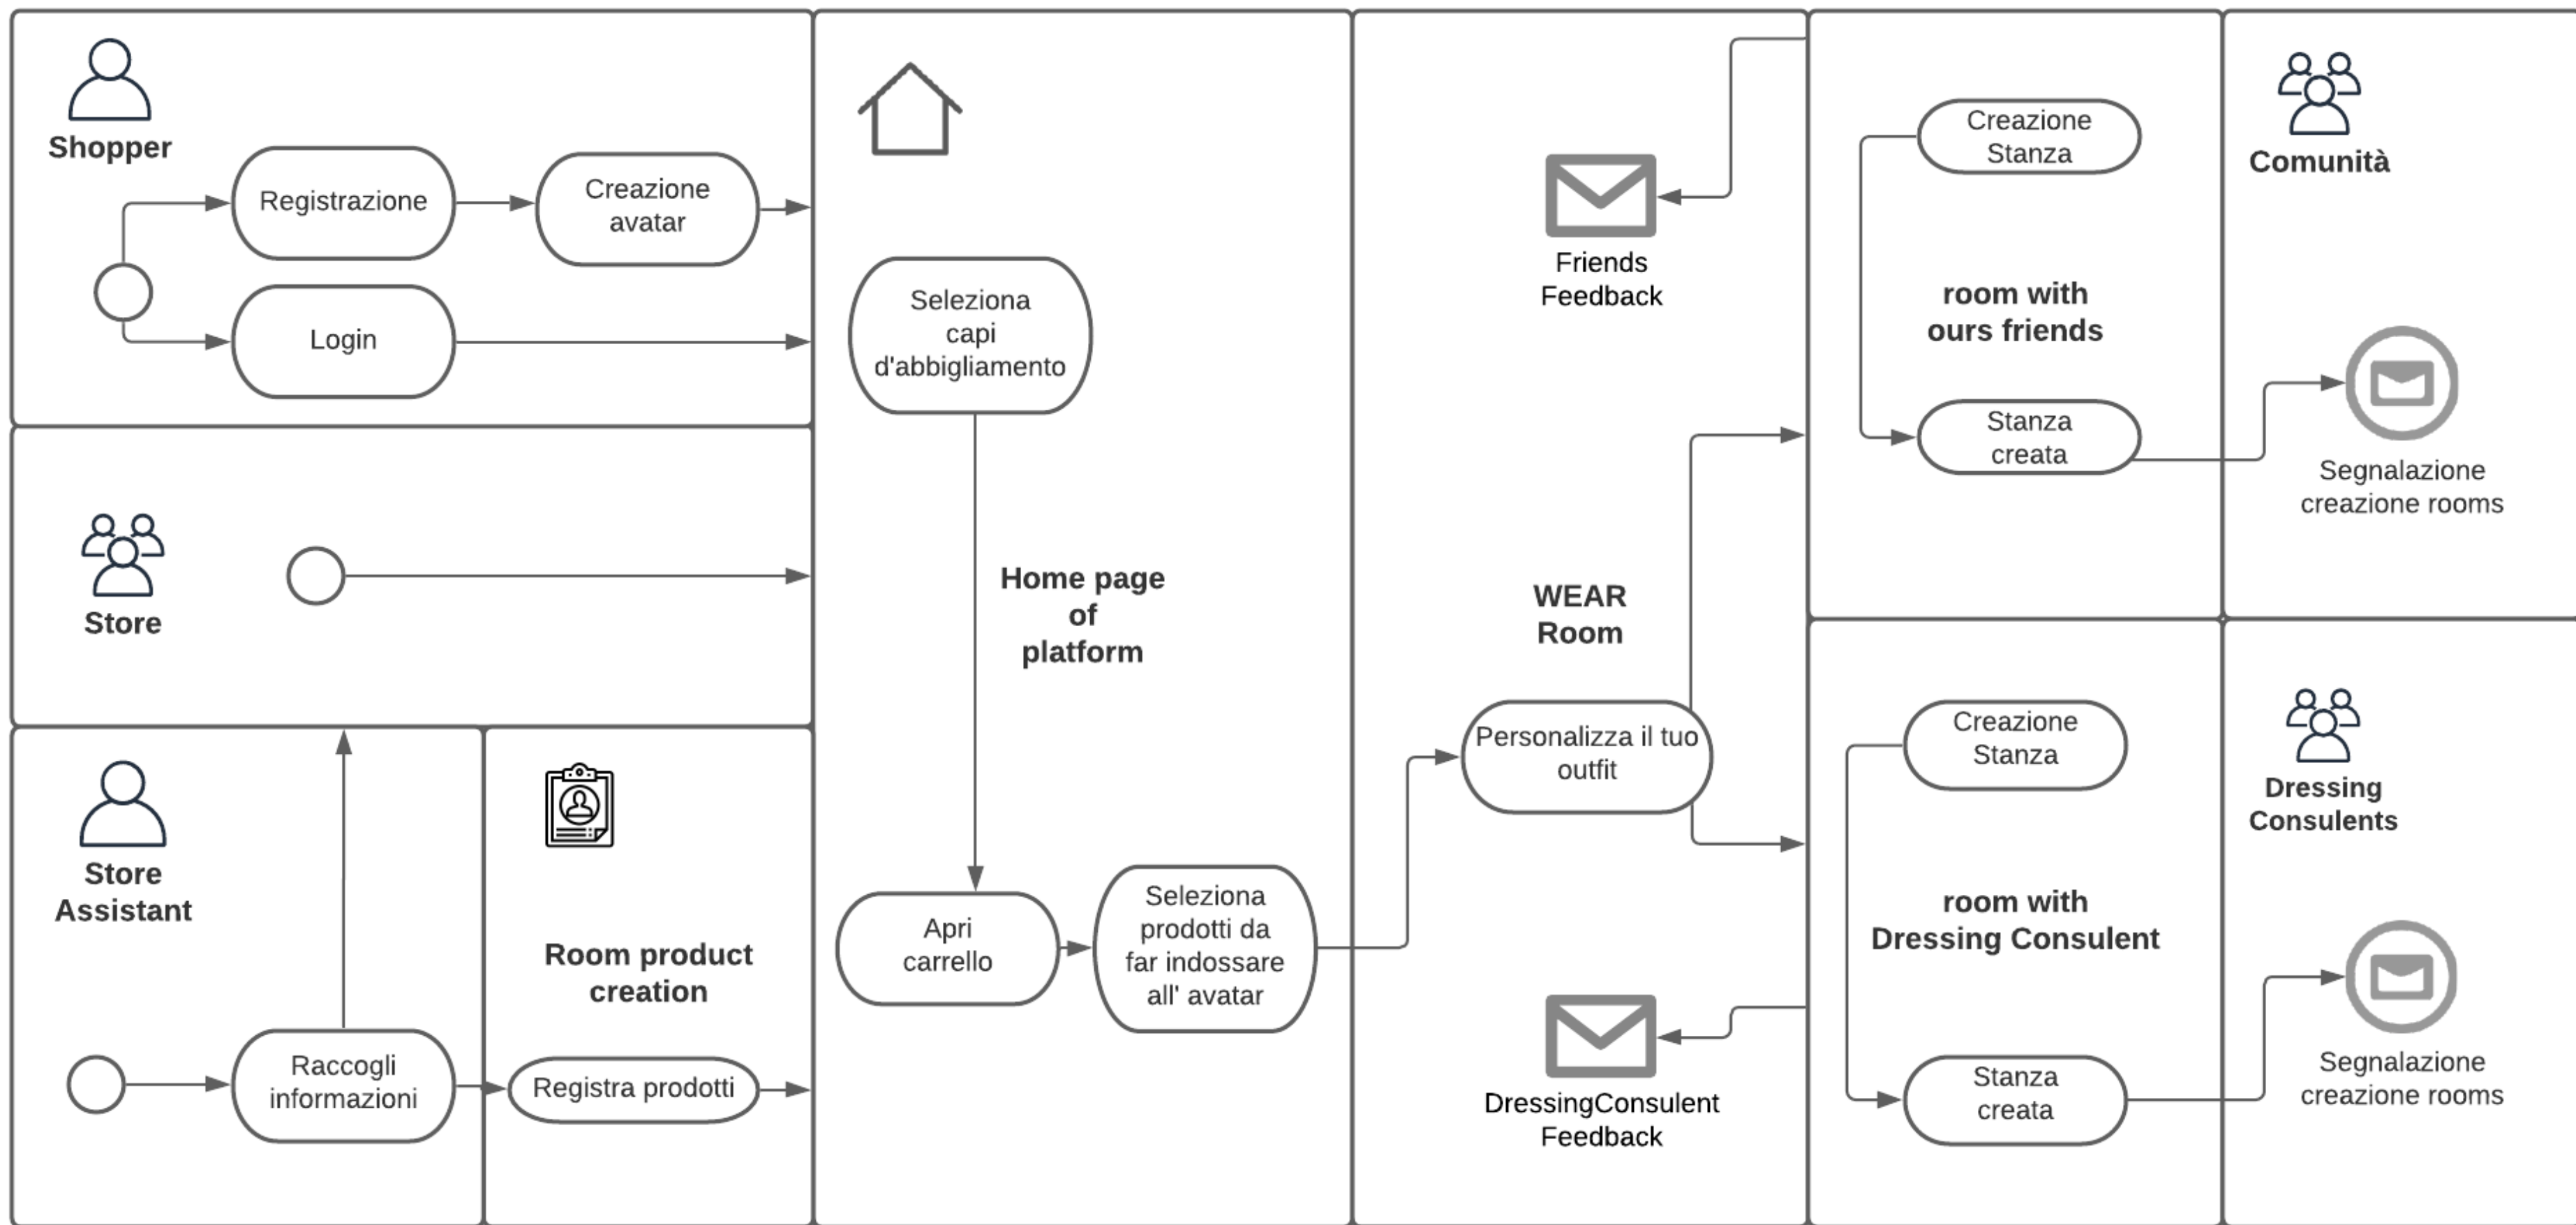 Shopper
Registrazione
Creazione
avatar
Login
Store
Store
Assistant
Raccogli
informazioni
Room product
creation
Registra prodotti
Seleziona
capi
d'abbigliamento
Home page
of
platform
Apri
carrello
Seleziona
prodotti da
far indossare
all' avatar
Friends
Feedback
WEAR
Room
Personalizza il tuo
outfit
DressingConsulent
Feedback
Creazione
Stanza
room with
ours friends
Stanza
creata
Comunità
Segnalazione
creazione rooms
Creazione
Stanza
room with
Dressing Consulent
Stanza
creata
Dressing
Consulents
Segnalazione
creazione rooms